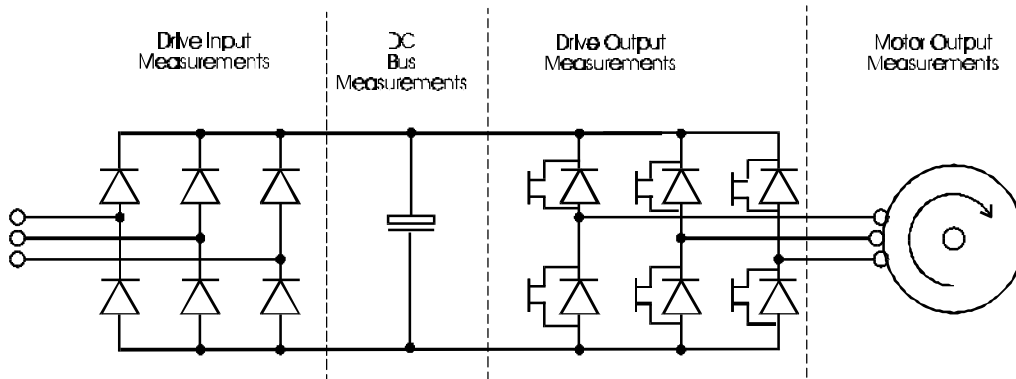 Drive Input
Measurements
DC
Bus
Measurements
Drive Output
Measurements
Motor Output
Measurements